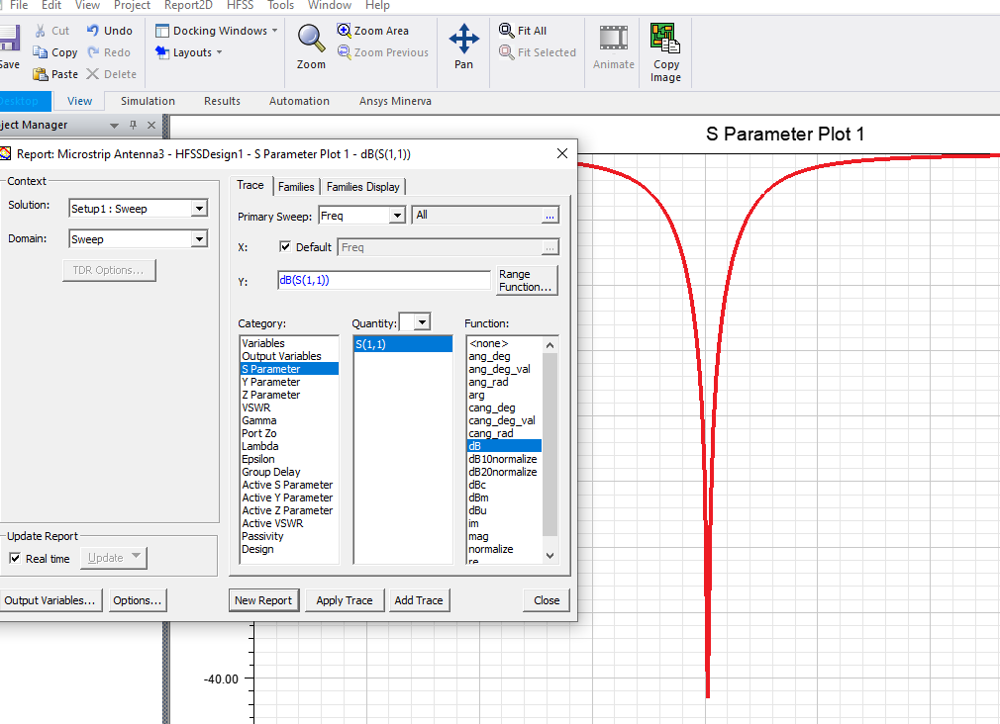 File Edit View Project Report2D HFSS Tools Window Help
Cut Undo Docking Windows Zoom Area Fit All
Save Copy Redo Layouts Zoom Zoom Previous Pan Fit Selected Animate Copy Image
Paste Delete
Desktop View Simulation Results Automation Ansys Minerva
ject Manager
S Parameter Plot 1
Report: Microstrip Antenna3 - HFSSDesign1 - S Parameter Plot 1 - dB(S(1,1))
Context
Solution: Setup1 : Sweep
Domain: Sweep
TDR Options...
Trace Families Families Display
Primary Sweep: Freq All ...
X: Default Freq ...
Y: dB(S(1,1)) Range Function...
Category: Quantity: Function:
Variables
Output Variables
S Parameter
Y Parameter
Z Parameter
VSWR
Gamma
Port Zo
Lambda
Epsilon
Group Delay
Active S Parameter
Active Y Parameter
Active Z Parameter
Active VSWR
Passivity
Design
S(1,1)
<none>
ang_deg
ang_deg_val
ang_rad
arg
cang_deg
cang_deg_val
cang_rad
dB
dB10normalize
dB20normalize
dBc
dBm
dBu
im
mag
normalize
re
Update Report
Real time Update
Output Variables... Options... New Report Apply Trace Add Trace Close
-40.00